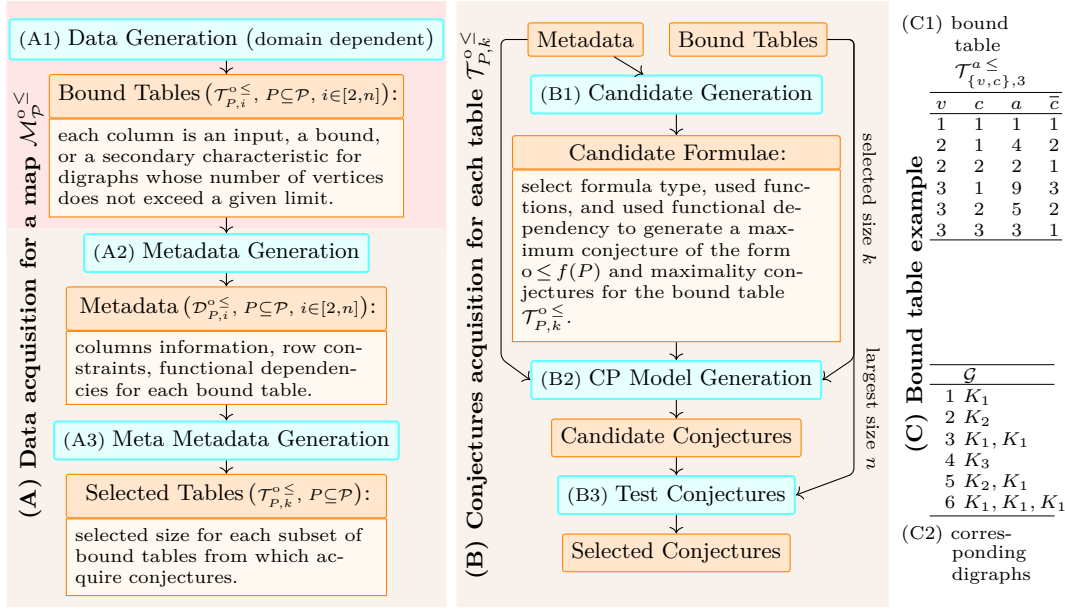 (A) Data acquisition for a map ℳ_𝒫^{o≤}
(A1) Data Generation (domain dependent)
Bound Tables (𝒯_{P,i}^{o≤}, P⊆𝒫, i∈[2,n]):
each column is an input, a bound,
or a secondary characteristic for
digraphs whose number of vertices
does not exceed a given limit.
(A2) Metadata Generation
Metadata (𝒟_{P,i}^{o≤}, P⊆𝒫, i∈[2,n]):
columns information, row con-
straints, functional dependen-
cies for each bound table.
(A3) Meta Metadata Generation
Selected Tables (𝒯_{P,k}^{o≤}, P⊆𝒫):
selected size for each subset of
bound tables from which ac-
quire conjectures.
(B) Conjectures acquisition for each table 𝒯_{P,k}^{o≤}
Metadata
Bound Tables
(B1) Candidate Generation
Candidate Formulae:
select formula type, used func-
tions, and used functional de-
pendency to generate a ma-
ximum conjecture of the form
o ≤ f(P) and maximality con-
jectures for the bound table
𝒯_{P,k}^{o≤}.
(B2) CP Model Generation
Candidate Conjectures
(B3) Test Conjectures
Selected Conjectures
selected size k
largest size n
(C) Bound table example
(C1) bound
table
𝒯_{{v,c},3}^{a≤}
v c a c̅
1 1 1 1
2 1 4 2
2 2 2 1
3 1 9 3
3 2 5 2
3 3 3 1
𝒢
1 K₁
2 K₂
3 K₁, K₁
4 K₃
5 K₂, K₁
6 K₁, K₁, K₁
(C2) corres-
ponding
digraphs